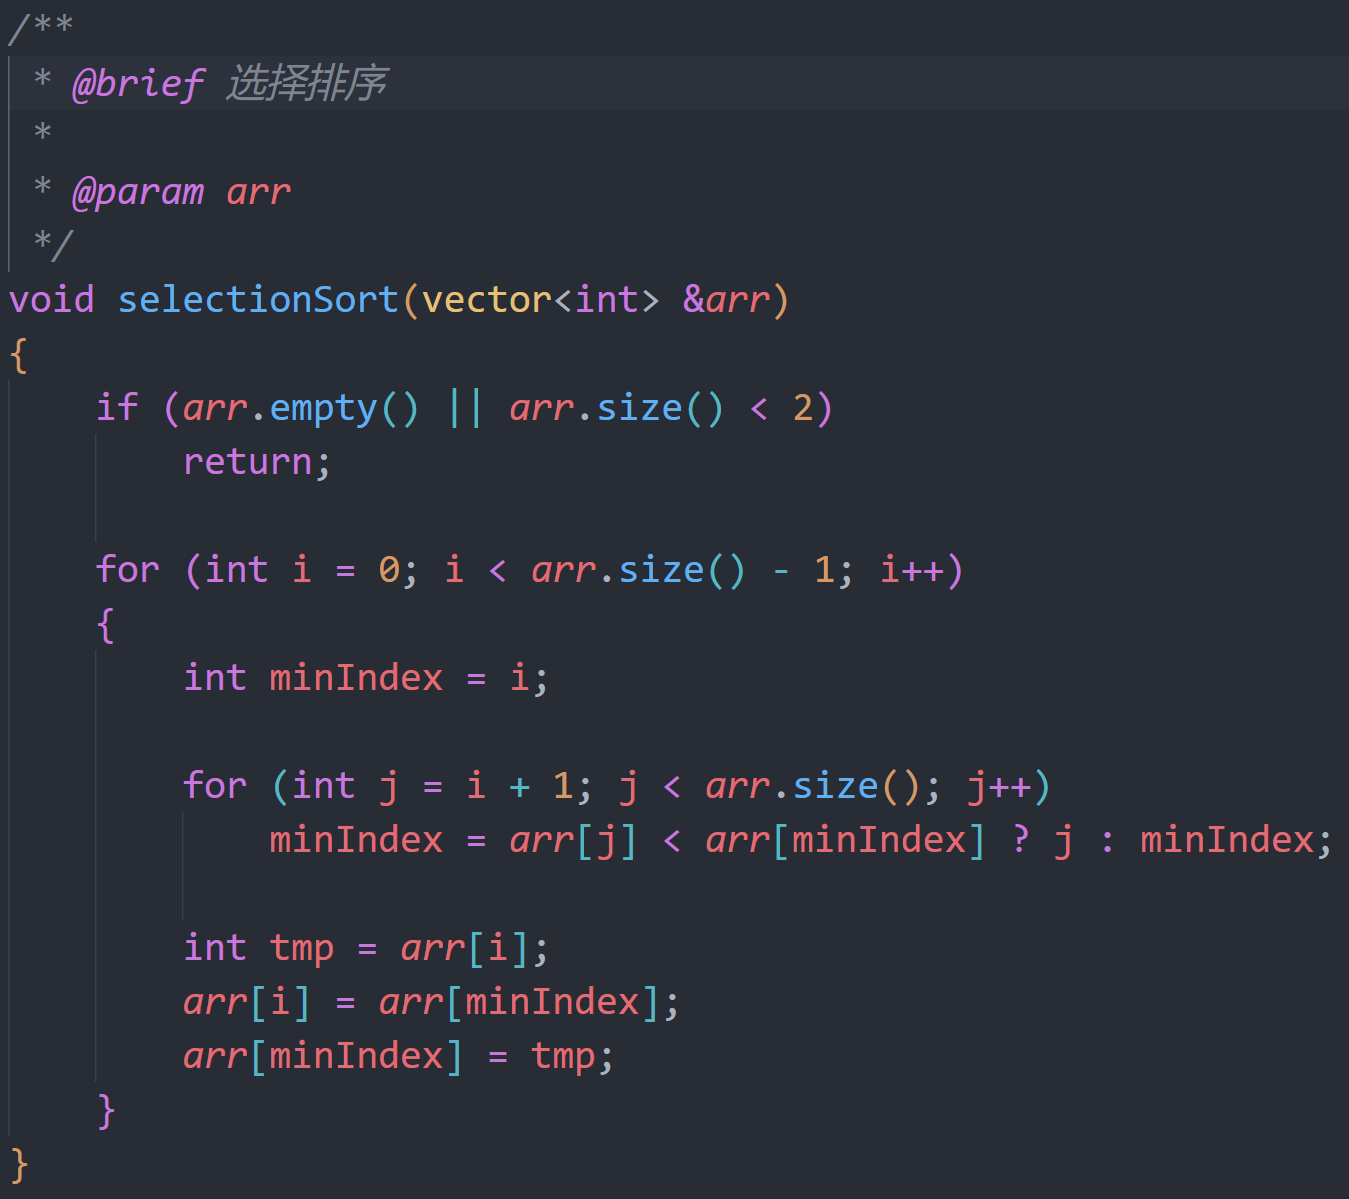 /**
 * @brief 选择排序
 *
 * @param arr
 */
void selectionSort(vector<int> &arr)
{
    if (arr.empty() || arr.size() < 2)
        return;

    for (int i = 0; i < arr.size() - 1; i++)
    {
        int minIndex = i;

        for (int j = i + 1; j < arr.size(); j++)
            minIndex = arr[j] < arr[minIndex] ? j : minIndex;

        int tmp = arr[i];
        arr[i] = arr[minIndex];
        arr[minIndex] = tmp;
    }
}